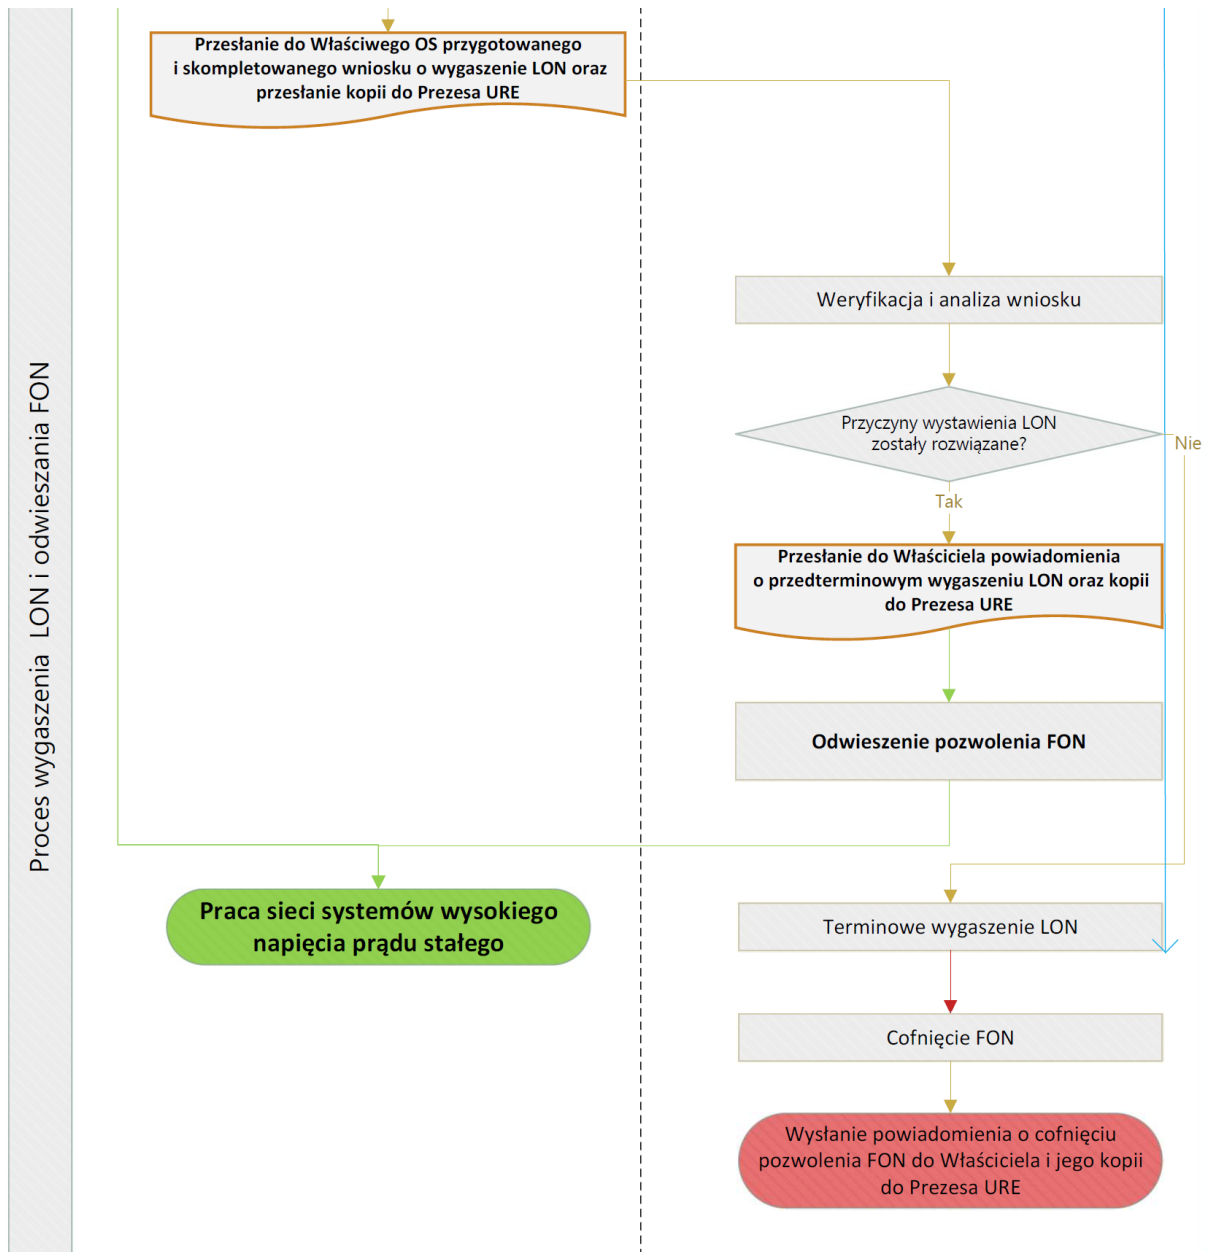 Proces wygaszenia LON i odwieszania FON
Przesłanie do Właściwego OS przygotowanego
i skompletowanego wniosku o wygaszenie LON oraz
przesłanie kopii do Prezesa URE
Weryfikacja i analiza wniosku
Przyczyny wystawienia LON
zostały rozwiązane?
Nie
Tak
Przesłanie do Właściciela powiadomienia
o przedterminowym wygaszeniu LON oraz kopii
do Prezesa URE
Odwieszenie pozwolenia FON
Praca sieci systemów wysokiego
napięcia prądu stałego
Terminowe wygaszenie LON
Cofnięcie FON
Wysłanie powiadomienia o cofnięciu
pozwolenia FON do Właściciela i jego kopii
do Prezesa URE